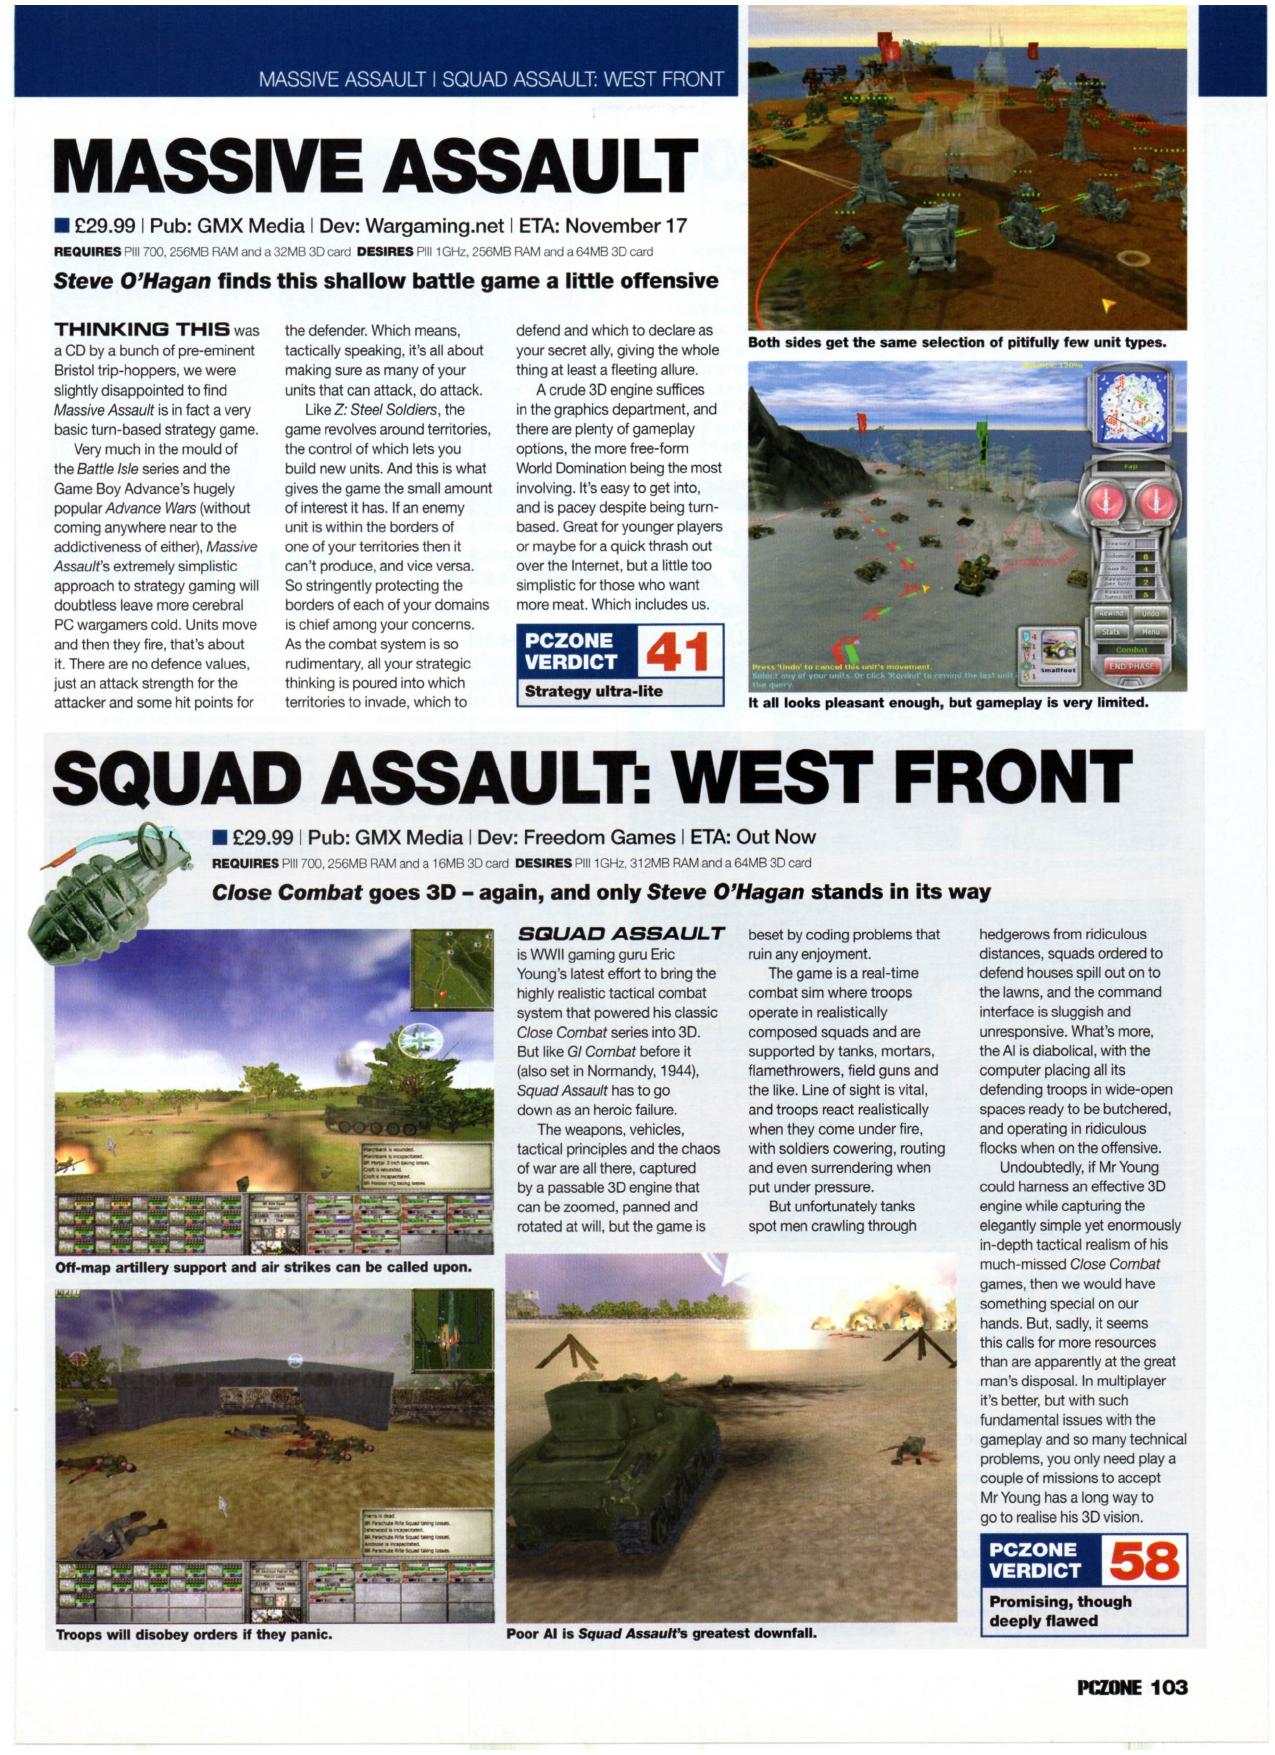 MASSIVE ASSAULT | SQUAD ASSAULT: WEST FRONT
MASSIVE ASSAULT
£29.99 | Pub: GMX Media | Dev: Wargaming.net | ETA: November 17
REQUIRES PIII 700, 256MB RAM and a 32MB 3D card DESIRES PIII 1GHz, 256MB RAM and a 64MB 3D card
Steve O'Hagan finds this shallow battle game a little offensive
THINKING THIS was
a CD by a bunch of pre-eminent
Bristol trip-hoppers, we were
slightly disappointed to find
Massive Assault is in fact a very
basic turn-based strategy game.
Very much in the mould of
the Battle Isle series and the
Game Boy Advance's hugely
popular Advance Wars (without
coming anywhere near to the
addictiveness of either), Massive
Assault's extremely simplistic
approach to strategy gaming will
doubtless leave more cerebral
PC wargamers cold. Units move
and then they fire, that's about
it. There are no defence values,
just an attack strength for the
attacker and some hit points for
the defender. Which means,
tactically speaking, it's all about
making sure as many of your
units that can attack, do attack.
Like Z: Steel Soldiers, the
game revolves around territories,
the control of which lets you
build new units. And this is what
gives the game the small amount
of interest it has. If an enemy
unit is within the borders of
one of your territories then it
can't produce, and vice versa.
So stringently protecting the
borders of each of your domains
is chief among your concerns.
As the combat system is so
rudimentary, all your strategic
thinking is poured into which
territories to invade, which to
defend and which to declare as
your secret ally, giving the whole
thing at least a fleeting allure.
A crude 3D engine suffices
in the graphics department, and
there are plenty of gameplay
options, the more free-form
World Domination being the most
involving. It's easy to get into,
and is pacey despite being turn-
based. Great for younger players
or maybe for a quick thrash out
over the Internet, but a little too
simplistic for those who want
more meat. Which includes us.
PCZONE
VERDICT
41
Strategy ultra-lite
Both sides get the same selection of pitifully few unit types.
Rewind Undo
Stats Menu
Combat
END PHASE
Smallfoot
Press 'Undo' to cancel this unit's movement.
Select any of your units. Or click 'Rewind' to rewind the last unit
the query.
It all looks pleasant enough, but gameplay is very limited.
SQUAD ASSAULT: WEST FRONT
£29.99 | Pub: GMX Media | Dev: Freedom Games | ETA: Out Now
REQUIRES PIII 700, 256MB RAM and a 16MB 3D card DESIRES PIII 1GHz, 312MB RAM and a 64MB 3D card
Close Combat goes 3D – again, and only Steve O'Hagan stands in its way
Off-map artillery support and air strikes can be called upon.
Troops will disobey orders if they panic.
SQUAD ASSAULT
is WWII gaming guru Eric
Young's latest effort to bring the
highly realistic tactical combat
system that powered his classic
Close Combat series into 3D.
But like GI Combat before it
(also set in Normandy, 1944),
Squad Assault has to go
down as an heroic failure.
The weapons, vehicles,
tactical principles and the chaos
of war are all there, captured
by a passable 3D engine that
can be zoomed, panned and
rotated at will, but the game is
beset by coding problems that
ruin any enjoyment.
The game is a real-time
combat sim where troops
operate in realistically
composed squads and are
supported by tanks, mortars,
flamethrowers, field guns and
the like. Line of sight is vital,
and troops react realistically
when they come under fire,
with soldiers cowering, routing
and even surrendering when
put under pressure.
But unfortunately tanks
spot men crawling through
hedgerows from ridiculous
distances, squads ordered to
defend houses spill out on to
the lawns, and the command
interface is sluggish and
unresponsive. What's more,
the AI is diabolical, with the
computer placing all its
defending troops in wide-open
spaces ready to be butchered,
and operating in ridiculous
flocks when on the offensive.
Undoubtedly, if Mr Young
could harness an effective 3D
engine while capturing the
elegantly simple yet enormously
in-depth tactical realism of his
much-missed Close Combat
games, then we would have
something special on our
hands. But, sadly, it seems
this calls for more resources
than are apparently at the great
man's disposal. In multiplayer
it's better, but with such
fundamental issues with the
gameplay and so many technical
problems, you only need play a
couple of missions to accept
Mr Young has a long way to
go to realise his 3D vision.
Poor AI is Squad Assault's greatest downfall.
PCZONE
VERDICT
58
Promising, though
deeply flawed
PCZONE 103